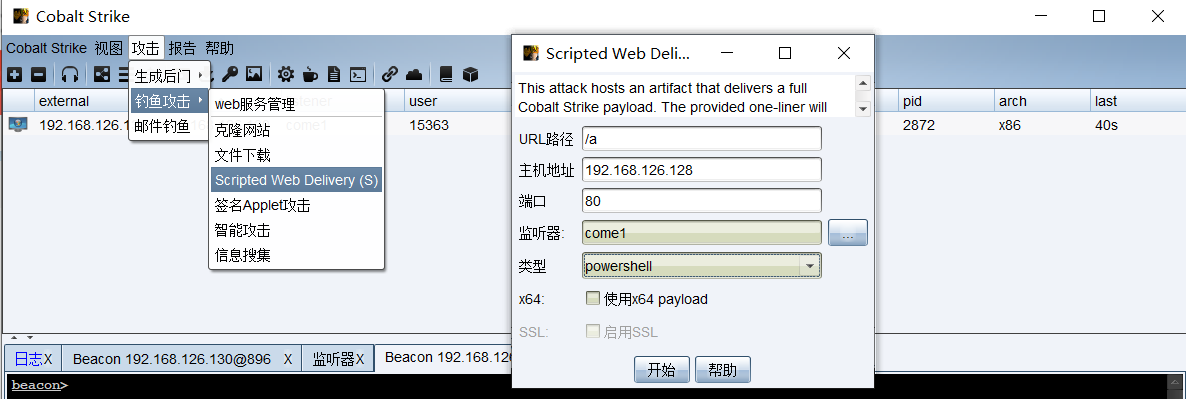 Cobalt Strike
Cobalt Strike 视图 攻击 报告 帮助
生成后门
钓鱼攻击
邮件钓鱼
web服务管理
克隆网站
文件下载
Scripted Web Delivery (S)
签名Applet攻击
智能攻击
信息搜集
external user pid arch last
192.168.126.1 come1 15363 2872 x86 40s
Scripted Web Deli...
This attack hosts an artifact that delivers a full
Cobalt Strike payload. The provided one-liner will
URL路径 /a
主机地址 192.168.126.128
端口 80
监听器: come1 ...
类型 powershell
x64: 使用x64 payload
SSL: 启用SSL
开始 帮助
日志X Beacon 192.168.126.130@896 X 监听器X Beacon 192.168.12
beacon>